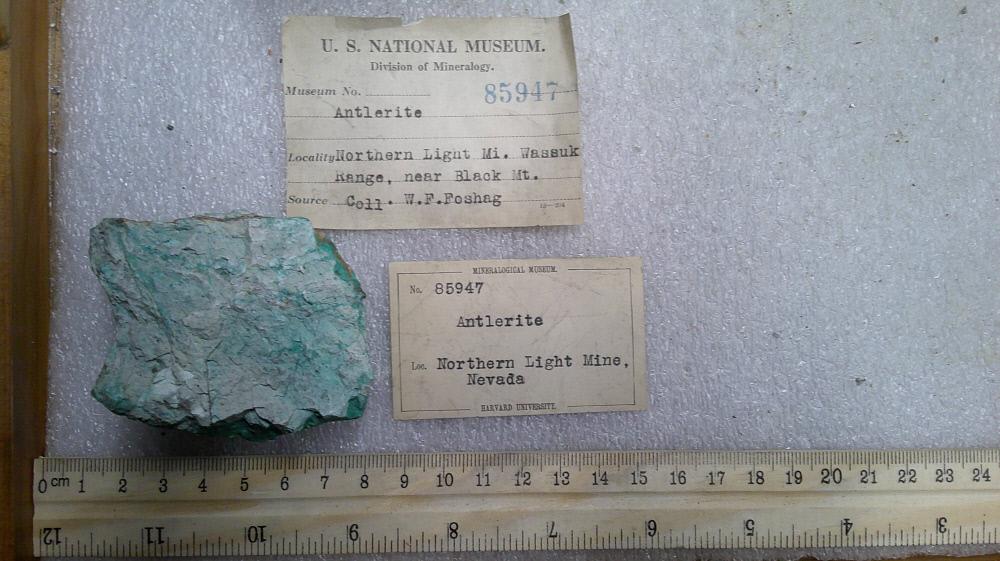 U. S. NATIONAL MUSEUM.
Division of Mineralogy.
Museum No. 85947
Antlerite
Locality Northern Light Mi. Wassuk
Range, near Black Mt.
Source Coll. W.F.Foshag
MINERALOGICAL MUSEUM.
No. 85947
Antlerite
Loc. Northern Light Mine,
Nevada
HARVARD UNIVERSITY.
0 cm 1 2 3 4 5 6 7 8 9 10 11 12 13 14 15 16 17 18 19 20 21 22 23 24
12 11 10 9 8 7 6 5 4 3